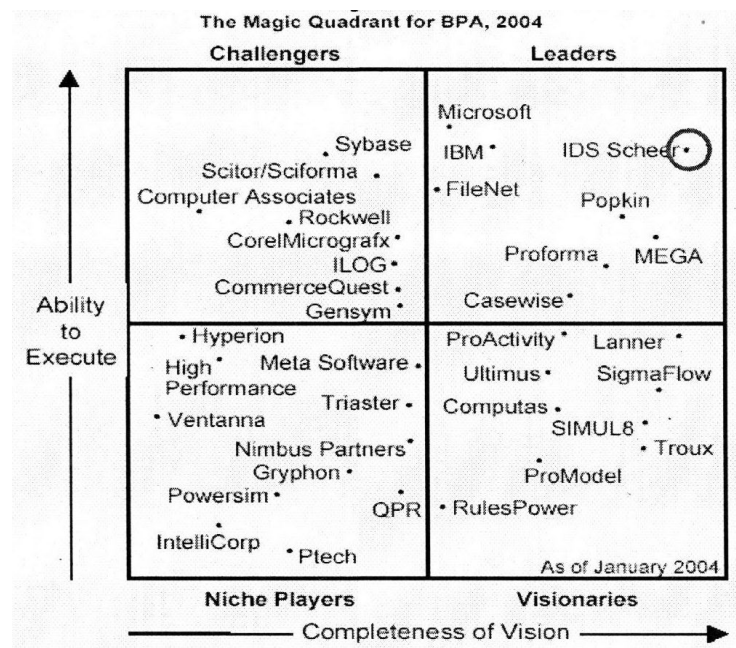 The Magic Quadrant for BPA, 2004
Challengers
Leaders
Microsoft
Sybase
IBM
IDS Scheer
Scitor/Sciforma
Computer Associates
FileNet
Popkin
Rockwell
CorelMicrografx
ILOG
Proforma
MEGA
CommerceQuest
Casewise
Gensym
Ability
to
Execute
Hyperion
ProActivity
Lanner
High
Performance
Meta Software
Ultimus
SigmaFlow
Triaster
Computas
Ventanna
SIMUL8
Nimbus Partners
Troux
Gryphon
ProModel
Powersim
QPR
RulesPower
IntelliCorp
Ptech
As of January 2004
Niche Players
Visionaries
Completeness of Vision